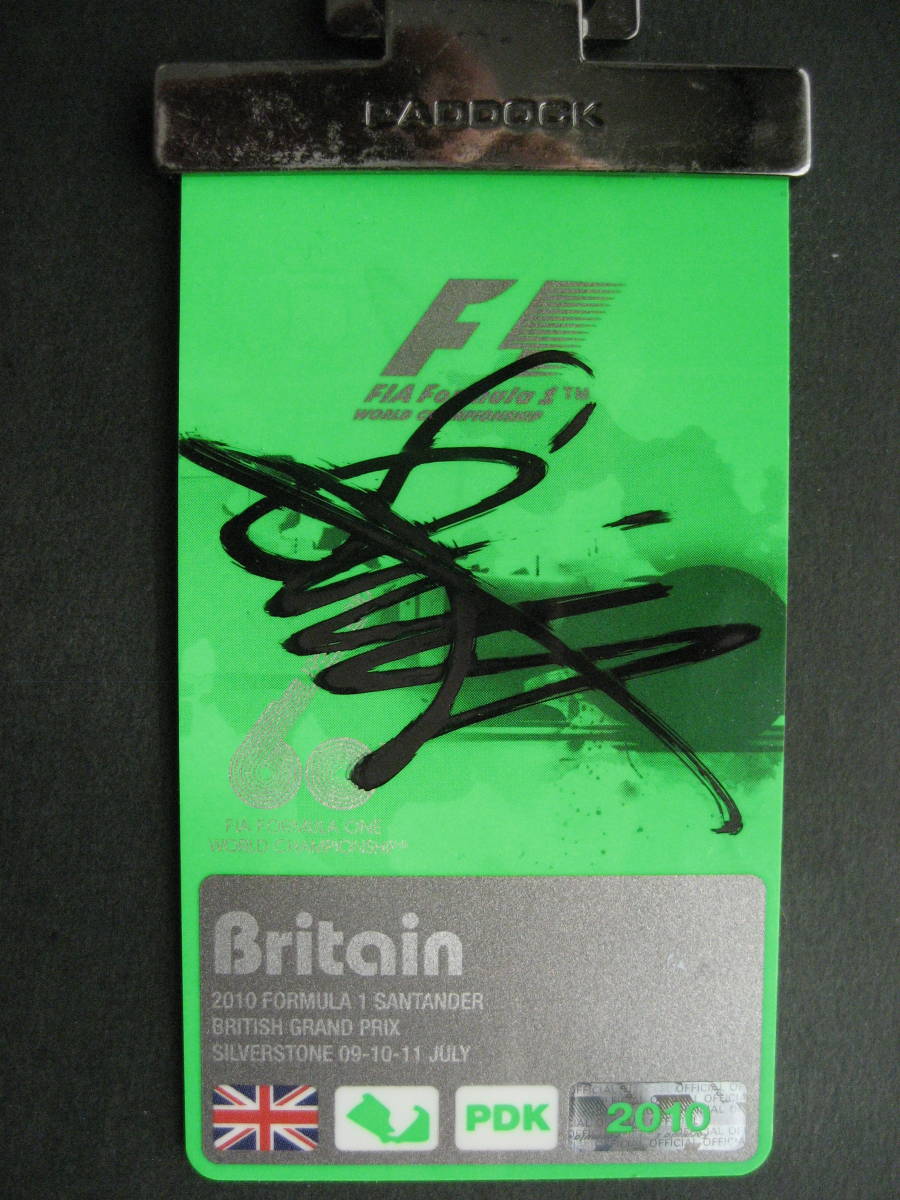 PADDOCK
F1
FIA Formula 1™
WORLD CHAMPIONSHIP
60
FIA FORMULA ONE
WORLD CHAMPIONSHIP
Britain
2010 FORMULA 1 SANTANDER
BRITISH GRAND PRIX
SILVERSTONE 09-10-11 JULY
PDK
2010